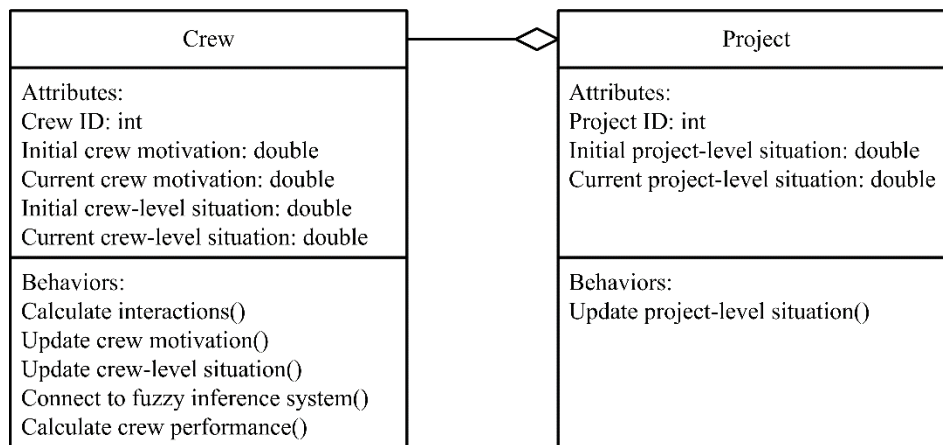 Crew
Attributes:
Crew ID: int
Initial crew motivation: double
Current crew motivation: double
Initial crew-level situation: double
Current crew-level situation: double
Behaviors:
Calculate interactions()
Update crew motivation()
Update crew-level situation()
Connect to fuzzy inference system()
Calculate crew performance()
Project
Attributes:
Project ID: int
Initial project-level situation: double
Current project-level situation: double
Behaviors:
Update project-level situation()